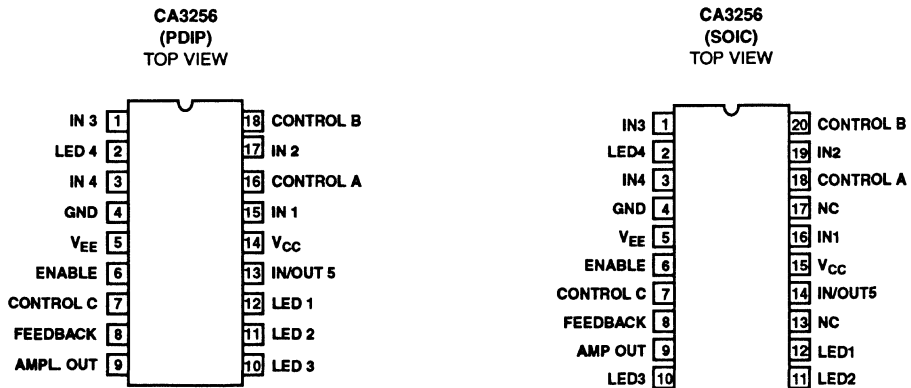 CA3256
(PDIP)
TOP VIEW
IN 3 1
18 CONTROL B
LED 4 2
17 IN 2
IN 4 3
16 CONTROL A
GND 4
15 IN 1
VEE 5
14 VCC
ENABLE 6
13 IN/OUT 5
CONTROL C 7
12 LED 1
FEEDBACK 8
11 LED 2
AMPL. OUT 9
10 LED 3
CA3256
(SOIC)
TOP VIEW
IN3 1
20 CONTROL B
LED4 2
19 IN2
IN4 3
18 CONTROL A
GND 4
17 NC
VEE 5
16 IN1
ENABLE 6
15 VCC
CONTROL C 7
14 IN/OUT5
FEEDBACK 8
13 NC
AMP OUT 9
12 LED1
LED3 10
11 LED2